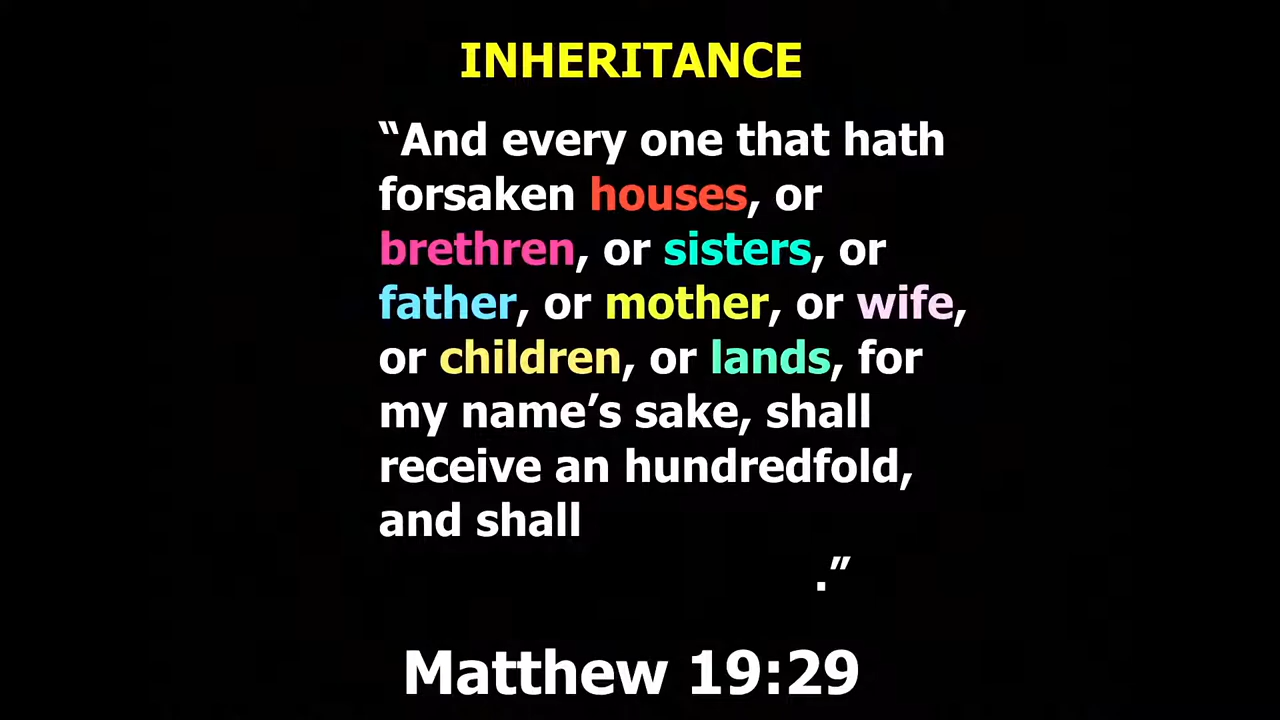 INHERITANCE
“And every one that hath
forsaken houses, or
brethren, or sisters, or
father, or mother, or wife,
or children, or lands, for
my name’s sake, shall
receive an hundredfold,
and shall
.”
Matthew 19:29